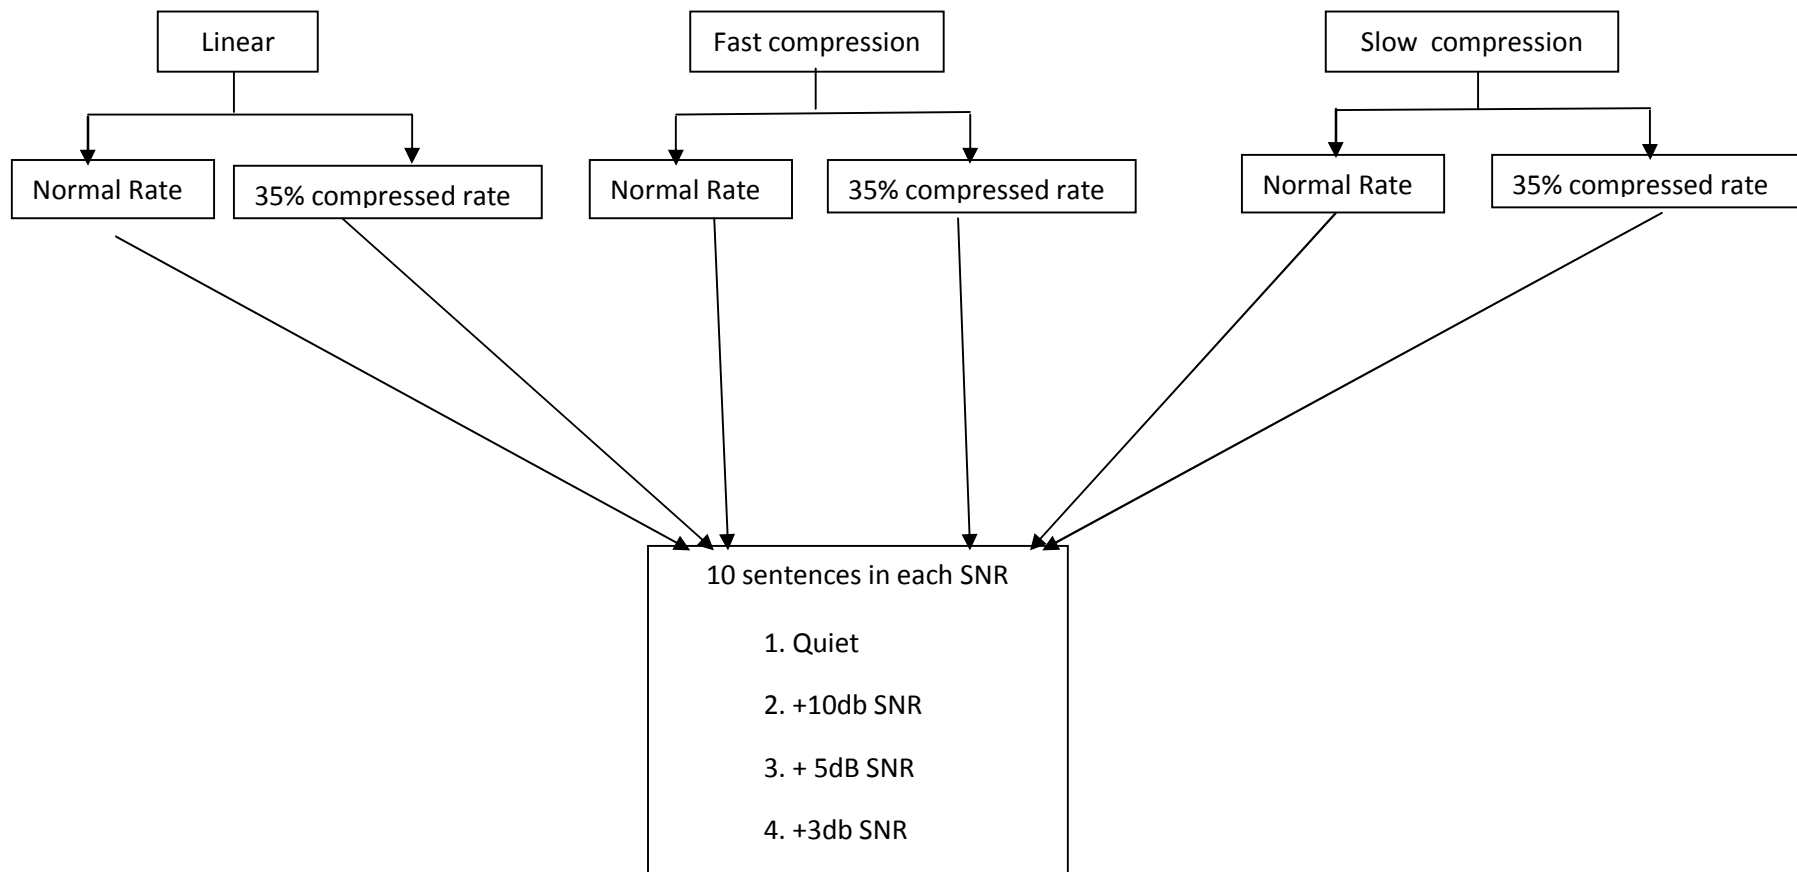 Linear
Fast compression
Slow compression
Normal Rate
35% compressed rate
Normal Rate
35% compressed rate
Normal Rate
35% compressed rate
10 sentences in each SNR
1. Quiet
2. +10db SNR
3. + 5dB SNR
4. +3db SNR